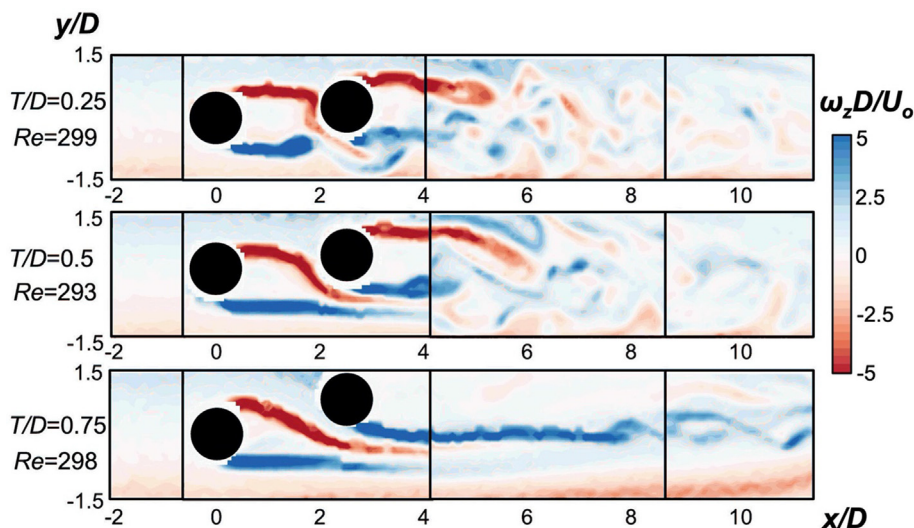 y/D
1.5
T/D=0.25
Re=299
-1.5
-2 0 2 4 6 8 10
1.5
T/D=0.5
Re=293
-1.5
-2 0 2 4 6 8 10
1.5
T/D=0.75
Re=298
-1.5
-2 0 2 4 6 8 10 x/D
ωzD/Uo
5
2.5
0
-2.5
-5